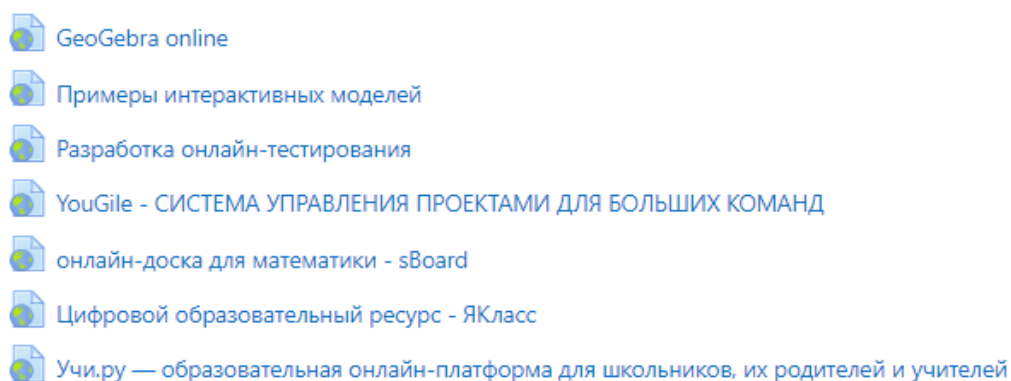 GeoGebra online
Примеры интерактивных моделей
Разработка онлайн-тестирования
YouGile - СИСТЕМА УПРАВЛЕНИЯ ПРОЕКТАМИ ДЛЯ БОЛЬШИХ КОМАНД
онлайн-доска для математики - sBoard
Цифровой образовательный ресурс - ЯКласс
Учи.ру — образовательная онлайн-платформа для школьников, их родителей и учителей